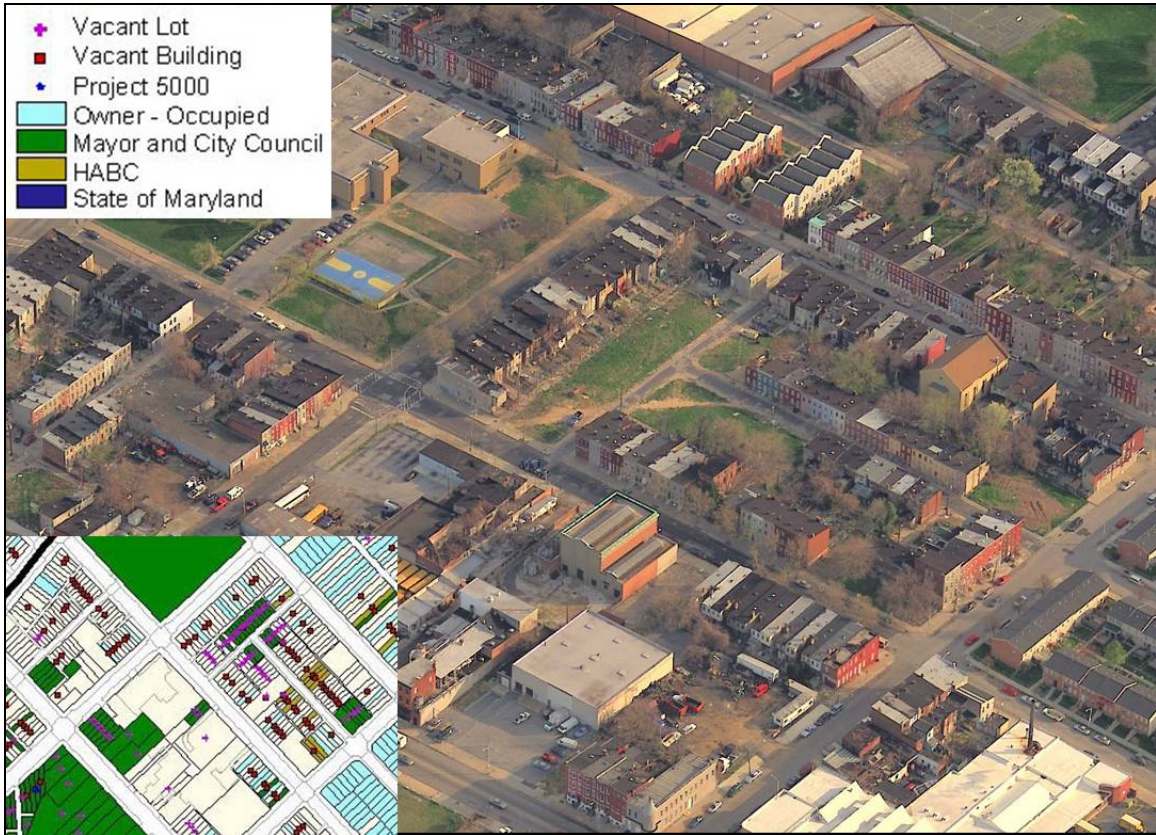 Vacant Lot
Vacant Building
Project 5000
Owner - Occupied
Mayor and City Council
HABC
State of Maryland